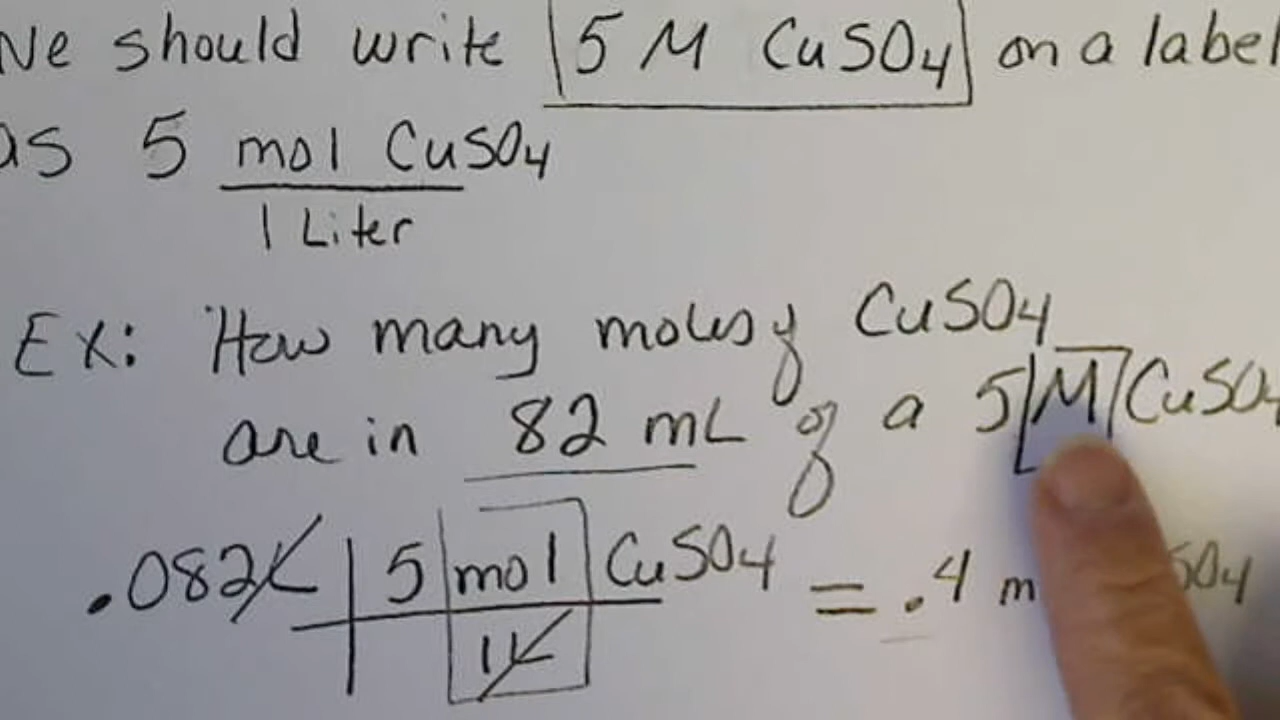 should write 5 M CuSO4 on a label
as 5 mol CuSO4
1 Liter
Ex: How many moles of CuSO4
are in 82 mL of a 5 M CuSO4
.082 L 5 mol CuSO4 = .4 m SO4
1 L